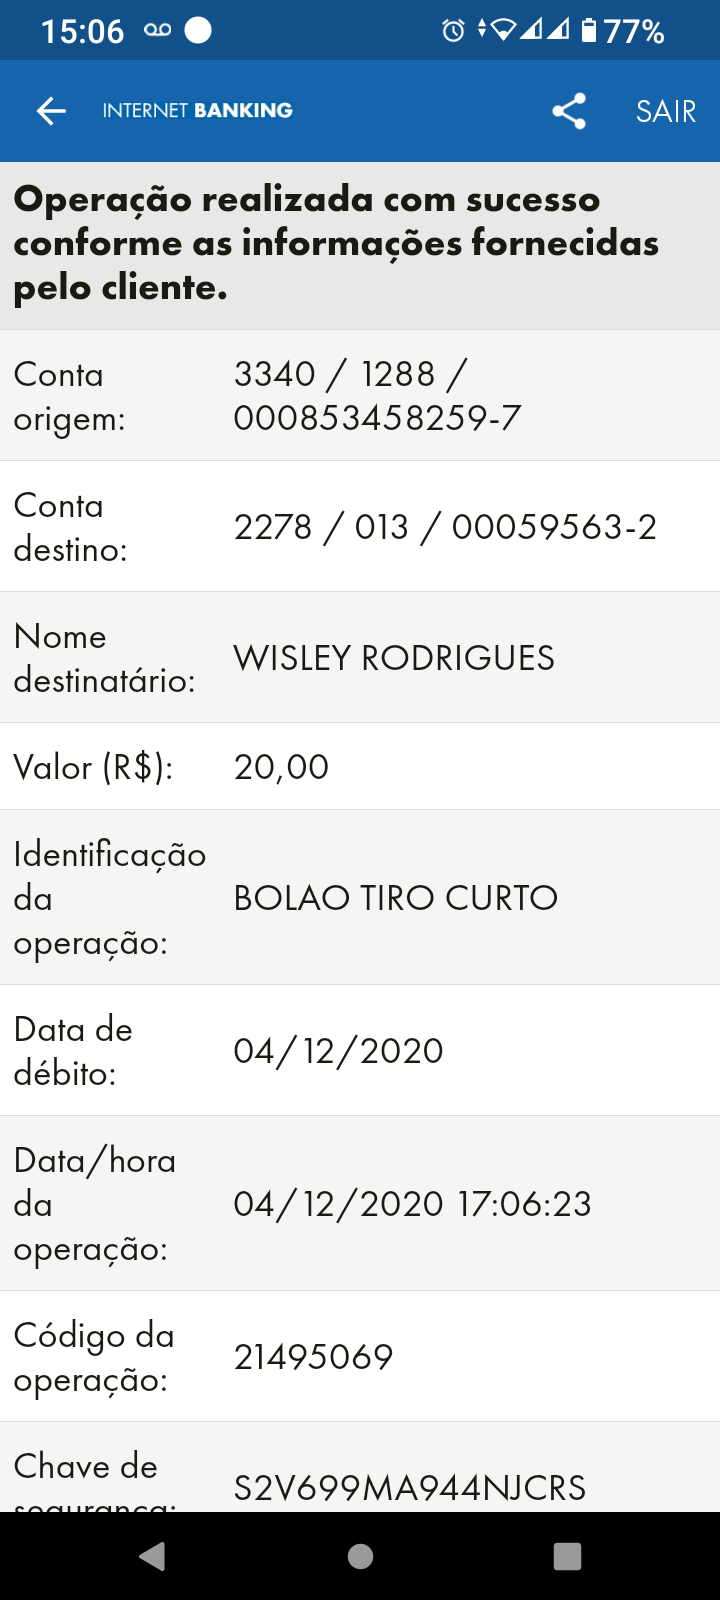 15:06
77%
INTERNET BANKING
SAIR
Operação realizada com sucesso
conforme as informações fornecidas
pelo cliente.
Conta
origem:
3340 / 1288 /
000853458259-7
Conta
destino:
2278 / 013 / 00059563-2
Nome
destinatário:
WISLEY RODRIGUES
Valor (R$):
20,00
Identificação
da
operação:
BOLAO TIRO CURTO
Data de
débito:
04/12/2020
Data/hora
da
operação:
04/12/2020 17:06:23
Código da
operação:
21495069
Chave de
segurança:
S2V699MA944NJCRS